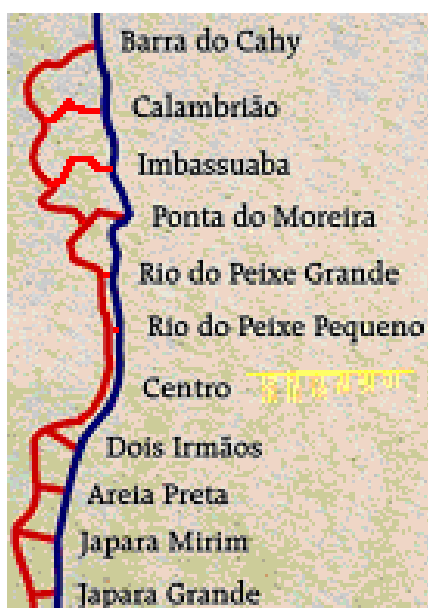 Barra do Cahy
Calambrião
Imbassuaba
Ponta do Moreira
Rio do Peixe Grande
Rio do Peixe Pequeno
Centro
Dois Irmãos
Areia Preta
Japara Mirim
Japara Grande